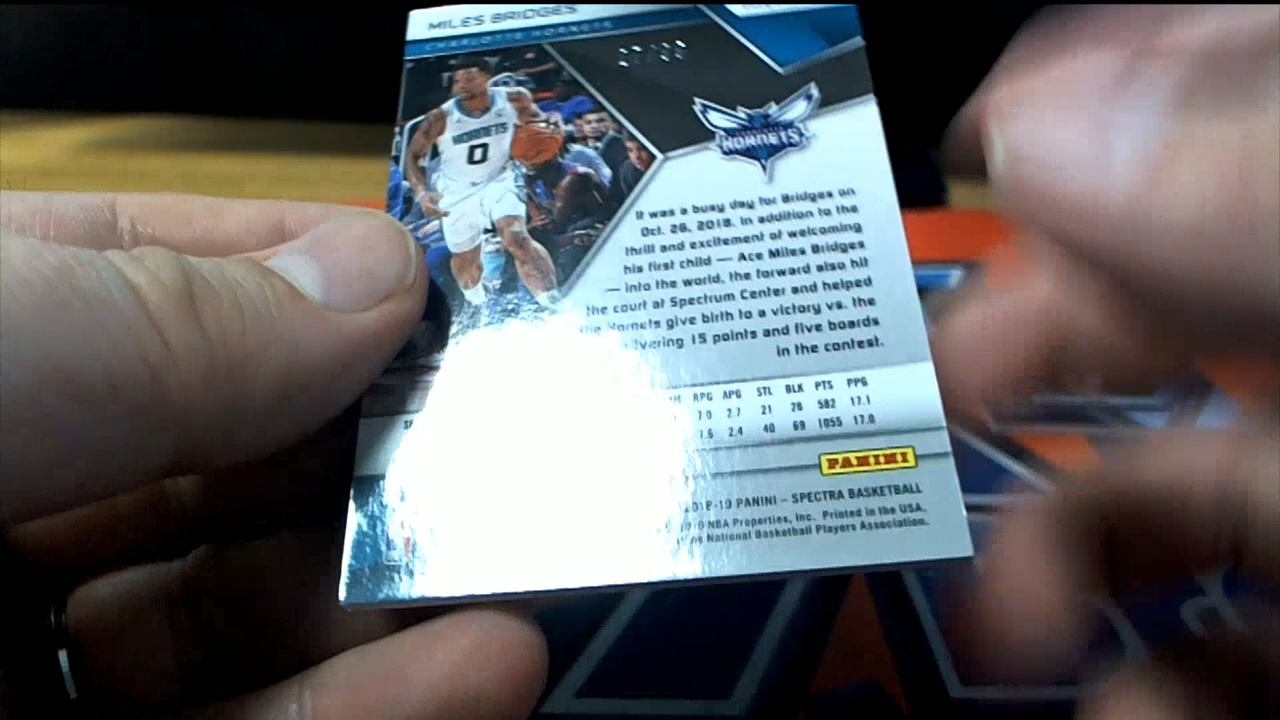 MILES BRIDGES
CHARLOTTE HORNETS
HORNETS
0
HORNETS
It was a busy day for Bridges on
Oct. 26, 2018. In addition to the
thrill and excitement of welcoming
his first child — Ace Miles Bridges
— into the world, the forward also hit
the court at Spectrum Center and helped
the Hornets give birth to a victory vs. the
points and five boards
in the contest.
RPG APG STL BLK PTS PPG
7.0 2.7 21 28 582 17.1
2.4 40 69 1055 17.0
PANINI
PANINI – SPECTRA BASKETBALL
NBA Properties, Inc. Printed in the USA.
National Basketball Players Association.